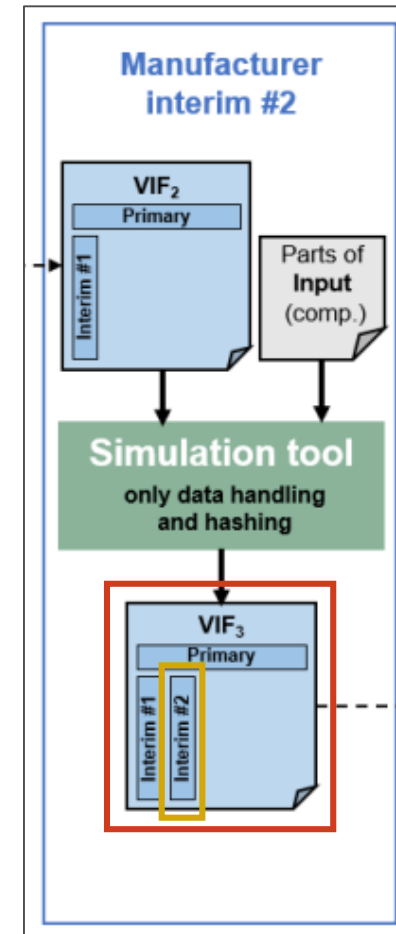 Manufacturer
interim #2
VIF₂
Primary
Interim #1
Parts of
Input
(comp.)
Simulation tool
only data handling
and hashing
VIF₃
Primary
Interim #1
Interim #2